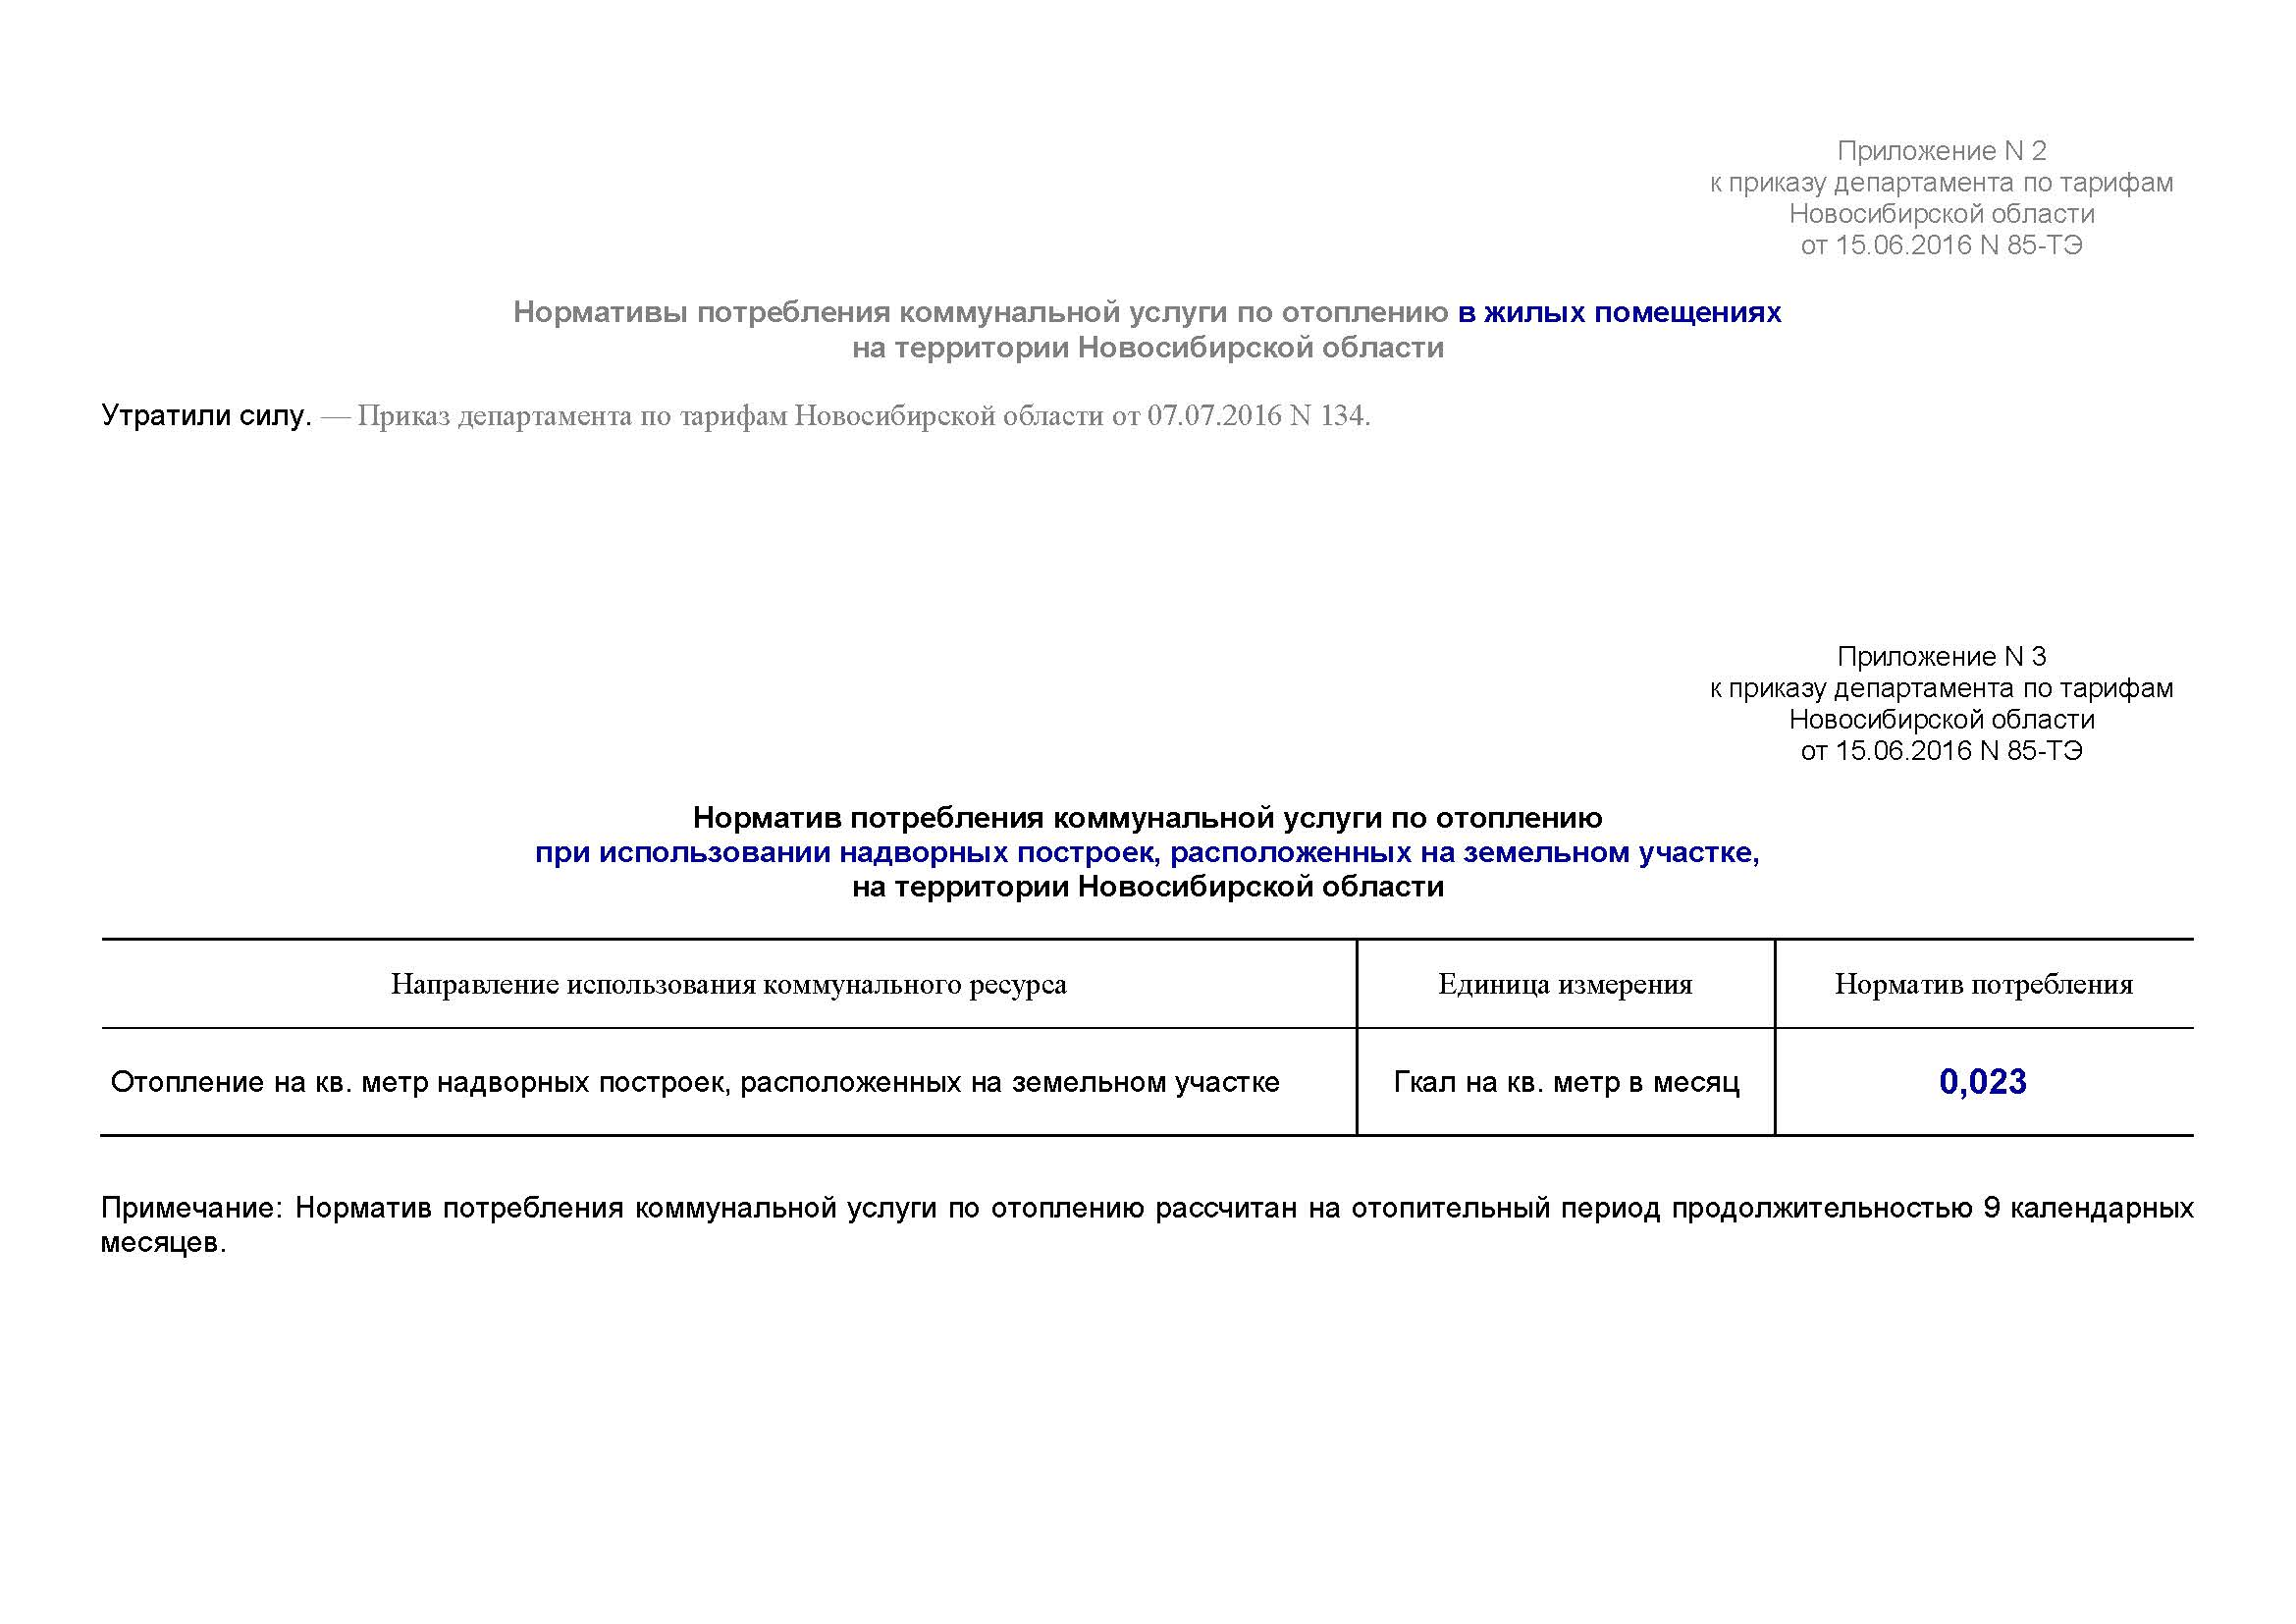 Приложение N 2
к приказу департамента по тарифам
Новосибирской области
от 15.06.2016 N 85-ТЭ
Нормативы потребления коммунальной услуги по отоплению в жилых помещениях
на территории Новосибирской области
Утратили силу. — Приказ департамента по тарифам Новосибирской области от 07.07.2016 N 134.
Приложение N 3
к приказу департамента по тарифам
Новосибирской области
от 15.06.2016 N 85-ТЭ
Норматив потребления коммунальной услуги по отоплению
при использовании надворных построек, расположенных на земельном участке,
на территории Новосибирской области
Направление использования коммунального ресурса Единица измерения Норматив потребления
Отопление на кв. метр надворных построек, расположенных на земельном участке Гкал на кв. метр в месяц 0,023
Примечание: Норматив потребления коммунальной услуги по отоплению рассчитан на отопительный период продолжительностью 9 календарных
месяцев.